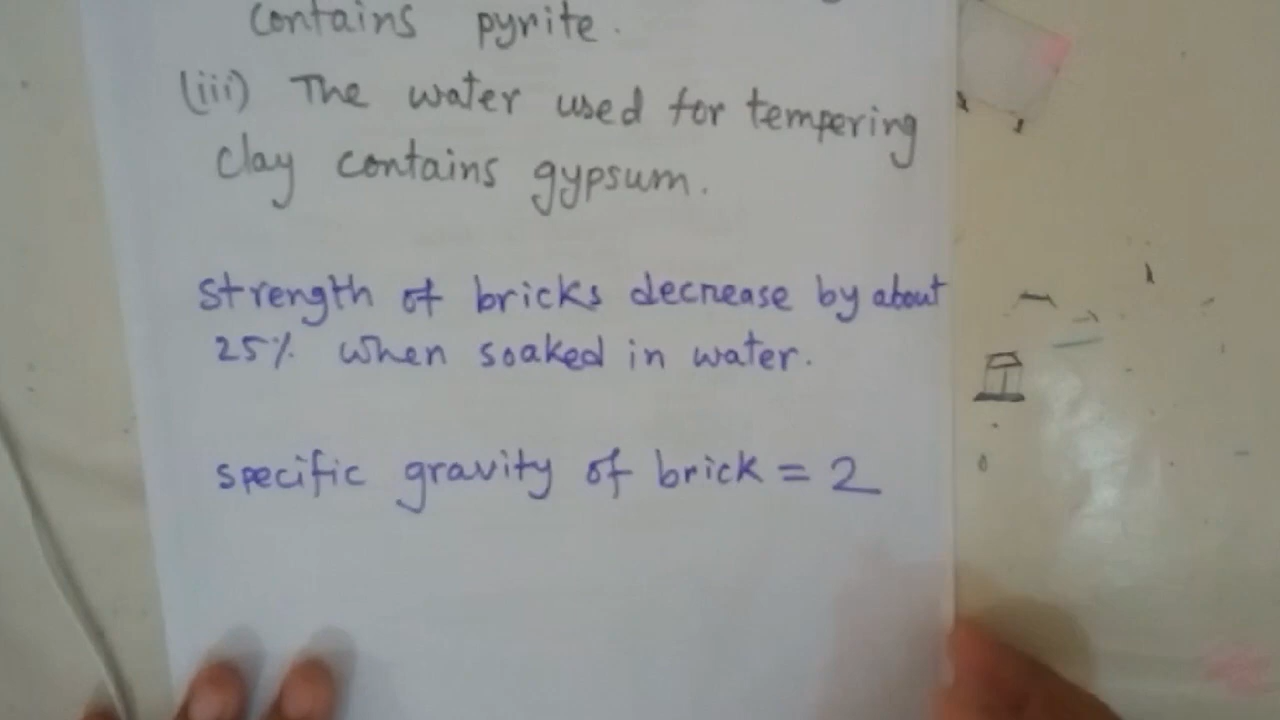 contains pyrite.
(iii) The water used for tempering
clay contains gypsum.
strength of bricks decrease by about
25% when soaked in water.
specific gravity of brick = 2